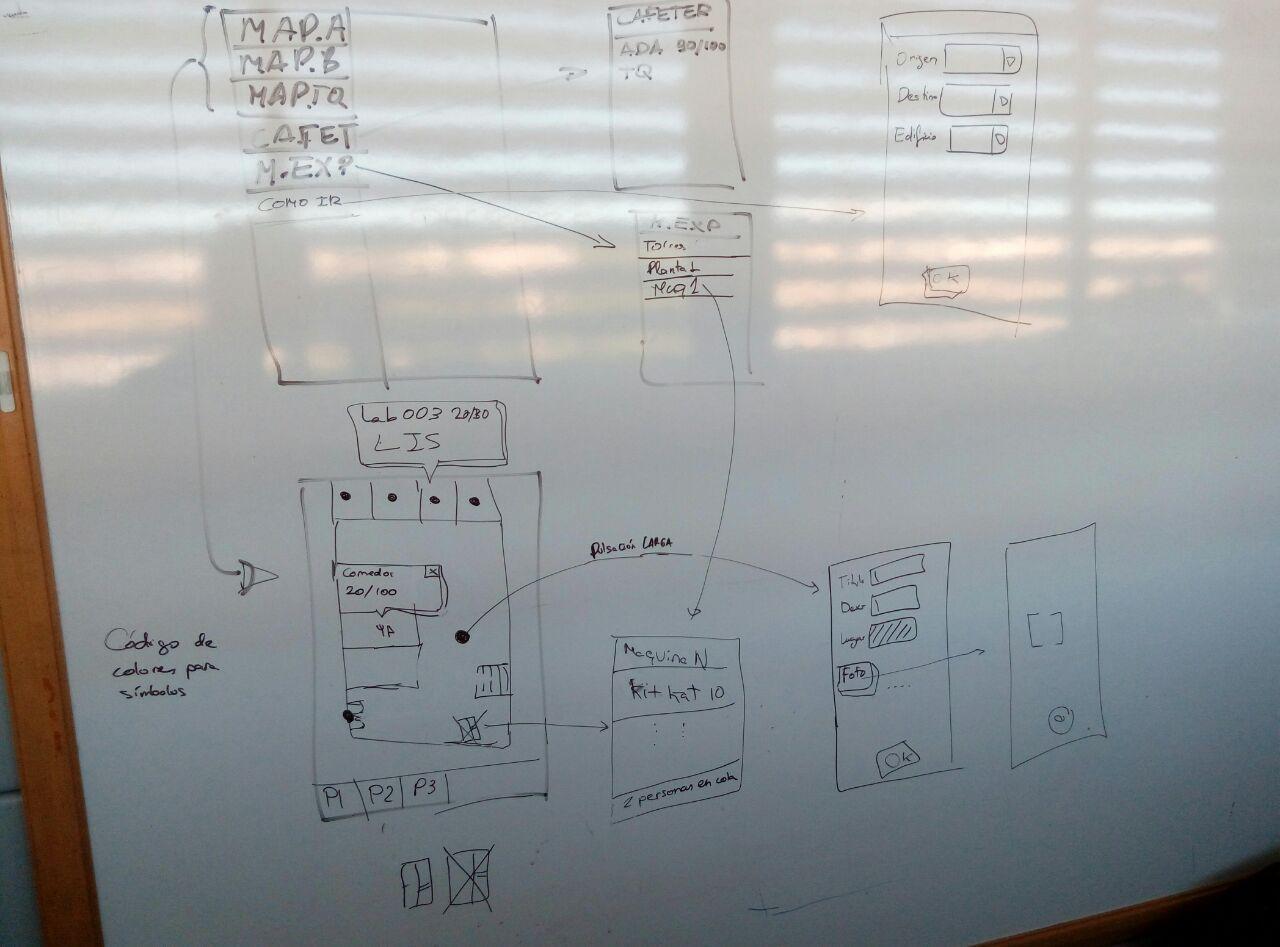 MAP.A
MAP.B
MAP.TQ
CAFET
M.EXP
COMO IR
CAFETER
ADA 90/100
TQ
Origen
Destino
Edificio
OK
M.EXP
Torres
Planta 1
Maq 1
Lab 003 20/30
LIS
Comedor X
20/100
Pulsación LARGA
Código de
colores para
símbolos
P1 P2 P3
Maquina N
Kit kat 10
2 personas en cola
Titulo
Descr
Lugar
Foto
OK